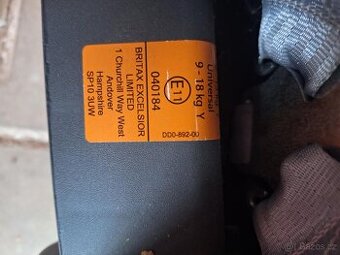 Universal
9 - 18 kg Y
E11
040184
DD0-892-00
BRITAX EXCELSIOR
LIMITED
1 Churchill Way West
Andover
Hampshire
SP10 3UW